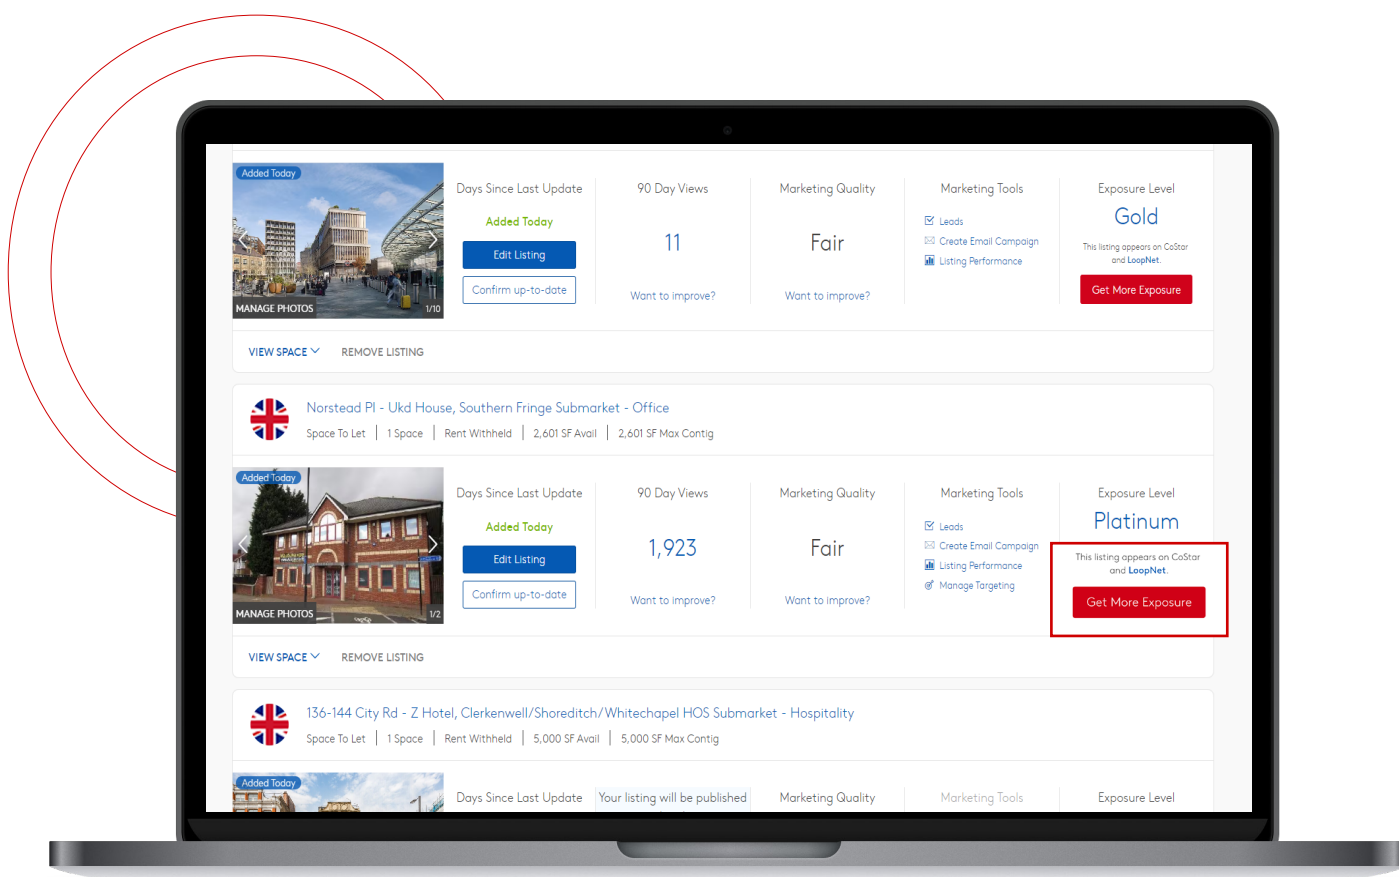 Added Today
MANAGE PHOTOS
1/10
Days Since Last Update
Added Today
Edit Listing
Confirm up-to-date
90 Day Views
11
Want to improve?
Marketing Quality
Fair
Want to improve?
Marketing Tools
Leads
Create Email Campaign
Listing Performance
Exposure Level
Gold
This listing appears on CoStar
and LoopNet.
Get More Exposure
VIEW SPACE
REMOVE LISTING
Norstead Pl - Ukd House, Southern Fringe Submarket - Office
Space To Let | 1 Space | Rent Withheld | 2,601 SF Avail | 2,601 SF Max Contig
Added Today
MANAGE PHOTOS
1/2
Days Since Last Update
Added Today
Edit Listing
Confirm up-to-date
90 Day Views
1,923
Want to improve?
Marketing Quality
Fair
Want to improve?
Marketing Tools
Leads
Create Email Campaign
Listing Performance
Manage Targeting
Exposure Level
Platinum
This listing appears on CoStar
and LoopNet.
Get More Exposure
VIEW SPACE
REMOVE LISTING
136-144 City Rd - Z Hotel, Clerkenwell/Shoreditch/Whitechapel HOS Submarket - Hospitality
Space To Let | 1 Space | Rent Withheld | 5,000 SF Avail | 5,000 SF Max Contig
Added Today
Days Since Last Update
Your listing will be published
Marketing Quality
Marketing Tools
Exposure Level